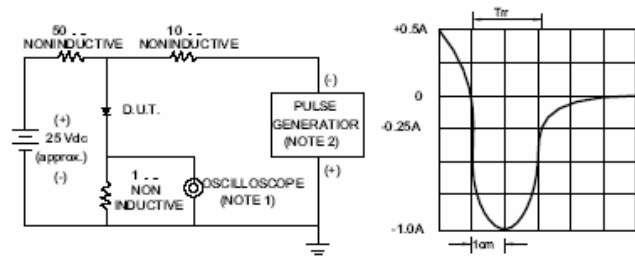 50 ..
NONINDUCTIVE
10 ..
NONINDUCTIVE
(+)
25 Vdc
(approx.)
(-)
D.U.T.
1 ..
NON
INDUCTIVE
OSCILLOSCOPE
(NOTE 1)
(-)
PULSE
GENERATIOR
(NOTE 2)
(+)
Trr
+0.5A
0
-0.25A
-1.0A
1cm